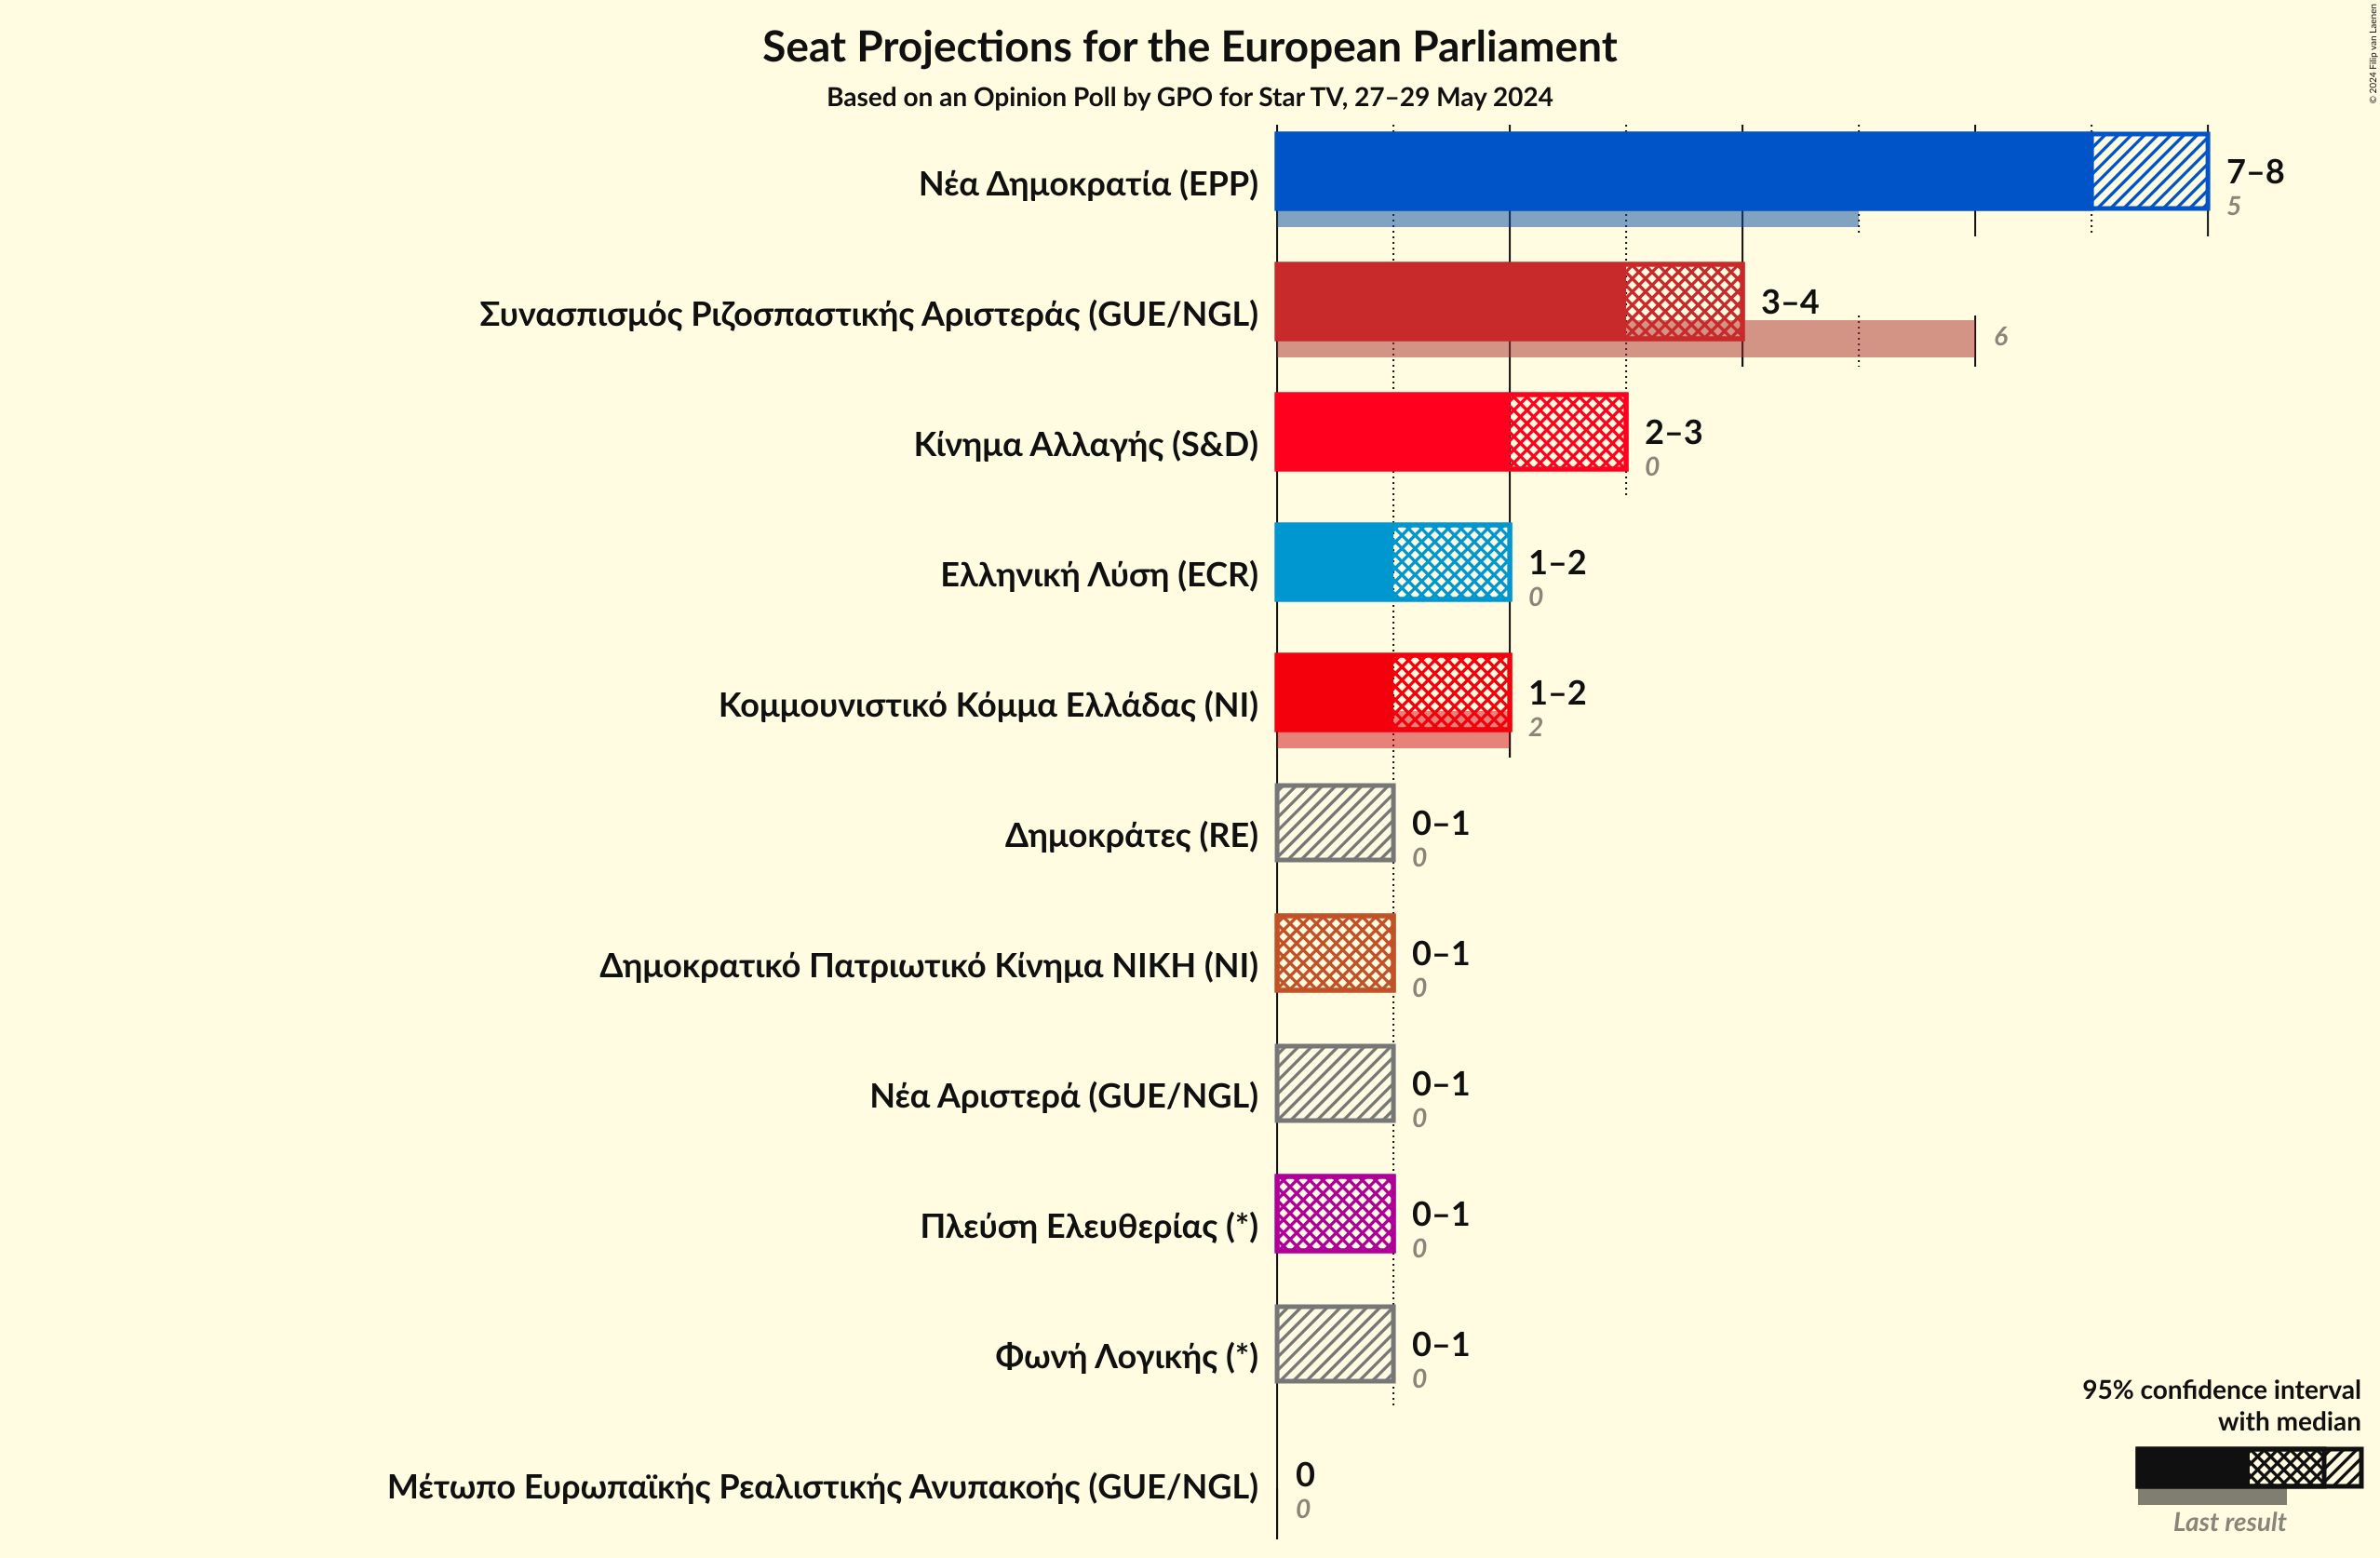 Seat Projections for the European Parliament
Based on an Opinion Poll by GPO for Star TV, 27–29 May 2024
© 2024 Filip van Laenen
Νέα Δημοκρατία (EPP)
7–8
5
Συνασπισμός Ριζοσπαστικής Αριστεράς (GUE/NGL)
3–4
6
Κίνημα Αλλαγής (S&D)
2–3
0
Ελληνική Λύση (ECR)
1–2
0
Κομμουνιστικό Κόμμα Ελλάδας (NI)
1–2
2
Δημοκράτες (RE)
0–1
0
Δημοκρατικό Πατριωτικό Κίνημα ΝΙΚΗ (NI)
0–1
0
Νέα Αριστερά (GUE/NGL)
0–1
0
Πλεύση Ελευθερίας (*)
0–1
0
Φωνή Λογικής (*)
0–1
0
Μέτωπο Ευρωπαϊκής Ρεαλιστικής Ανυπακοής (GUE/NGL)
0
0
95% confidence interval
with median
Last result